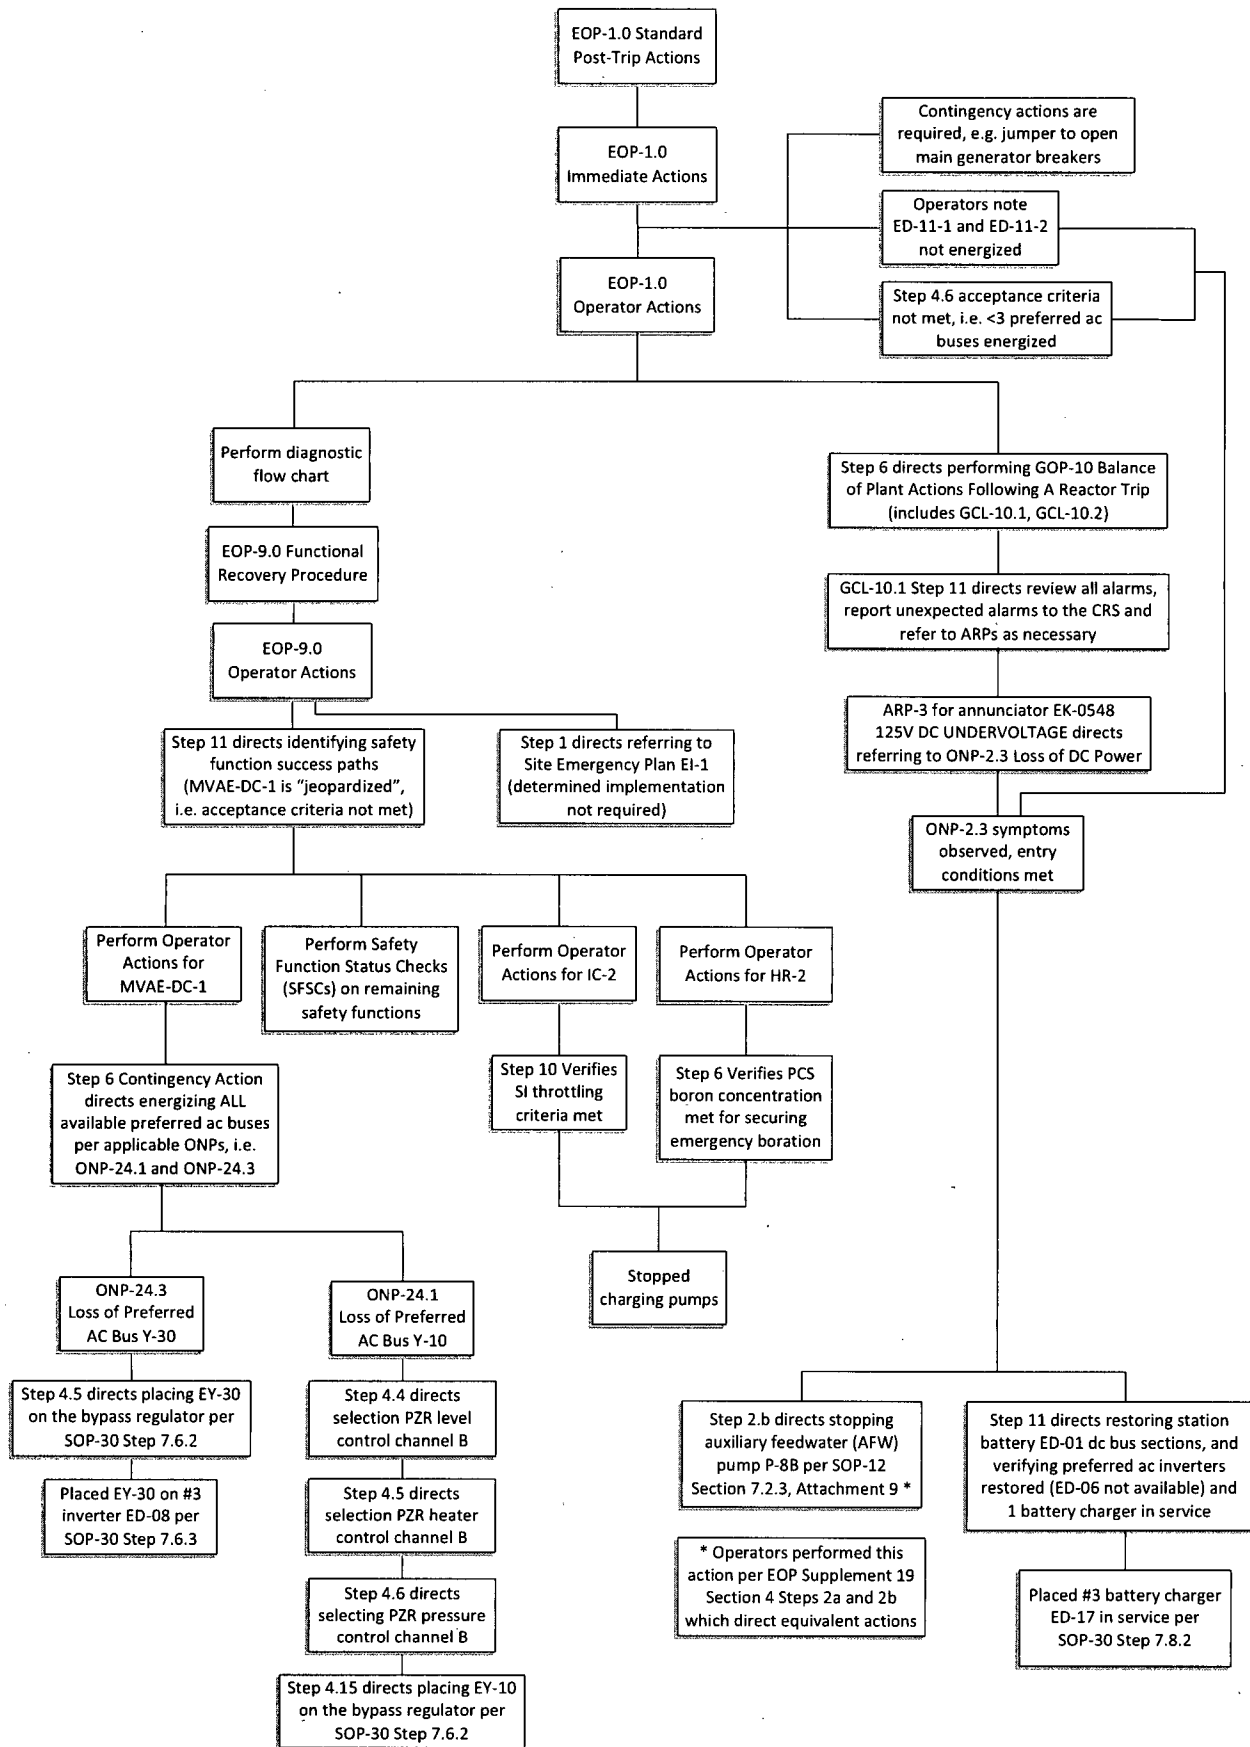 EOP-1.0 Standard
Post-Trip Actions
EOP-1.0
Immediate Actions
Contingency actions are
required, e.g. jumper to open
main generator breakers
Operators note
ED-11-1 and ED-11-2
not energized
EOP-1.0
Operator Actions
Step 4.6 acceptance criteria
not met, i.e. <3 preferred ac
buses energized
Perform diagnostic
flow chart
EOP-9.0 Functional
Recovery Procedure
EOP-9.0
Operator Actions
Step 6 directs performing GOP-10 Balance
of Plant Actions Following A Reactor Trip
(includes GCL-10.1, GCL-10.2)
GCL-10.1 Step 11 directs review all alarms,
report unexpected alarms to the CRS and
refer to ARPs as necessary
ARP-3 for annunciator EK-0548
125V DC UNDERVOLTAGE directs
referring to ONP-2.3 Loss of DC Power
Step 11 directs identifying safety
function success paths
(MVAE-DC-1 is "jeopardized",
i.e. acceptance criteria not met)
Step 1 directs referring to
Site Emergency Plan EI-1
(determined implementation
not required)
ONP-2.3 symptoms
observed, entry
conditions met
Perform Operator
Actions for
MVAE-DC-1
Perform Safety
Function Status Checks
(SFSCs) on remaining
safety functions
Perform Operator
Actions for IC-2
Perform Operator
Actions for HR-2
Step 6 Contingency Action
directs energizing ALL
available preferred ac buses
per applicable ONPs, i.e.
ONP-24.1 and ONP-24.3
Step 10 Verifies
SI throttling
criteria met
Step 6 Verifies PCS
boron concentration
met for securing
emergency boration
Stopped
charging pumps
ONP-24.3
Loss of Preferred
AC Bus Y-30
ONP-24.1
Loss of Preferred
AC Bus Y-10
Step 4.5 directs placing EY-30
on the bypass regulator per
SOP-30 Step 7.6.2
Placed EY-30 on #3
inverter ED-08 per
SOP-30 Step 7.6.3
Step 4.4 directs
selection PZR level
control channel B
Step 4.5 directs
selection PZR heater
control channel B
Step 4.6 directs
selecting PZR pressure
control channel B
Step 4.15 directs placing EY-10
on the bypass regulator per
SOP-30 Step 7.6.2
Step 2.b directs stopping
auxiliary feedwater (AFW)
pump P-8B per SOP-12
Section 7.2.3, Attachment 9 *
* Operators performed this
action per EOP Supplement 19
Section 4 Steps 2a and 2b
which direct equivalent actions
Step 11 directs restoring station
battery ED-01 dc bus sections, and
verifying preferred ac inverters
restored (ED-06 not available) and
1 battery charger in service
Placed #3 battery charger
ED-17 in service per
SOP-30 Step 7.8.2